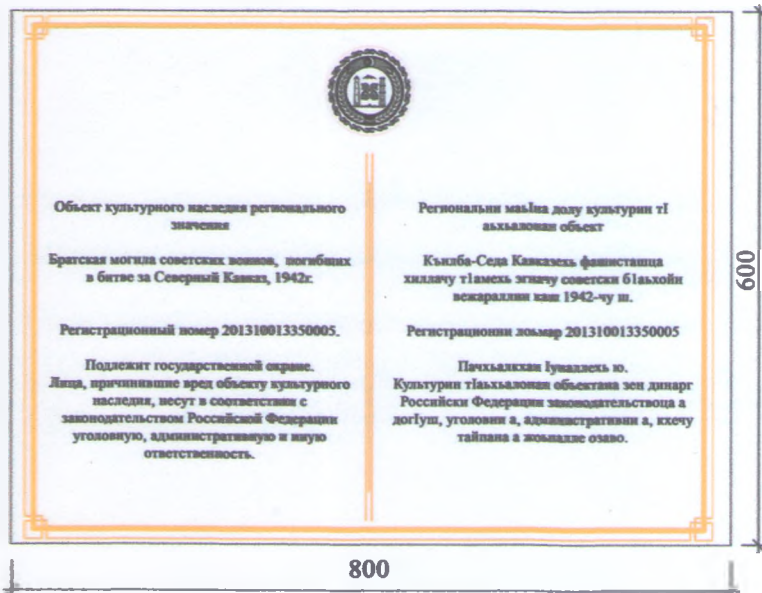 Объект культурного наследия регионального
значения
Братская могила советских воинов, погибших
в битве за Северный Кавказ, 1942г.
Регистрационный номер 201310013350005.
Подлежит государственной охране.
Лица, причинившие вред объекту культурного
наследия, несут в соответствии с
законодательством Российской Федерации
уголовную, административную и иную
ответственность.
Региональни маьIна долу культурин тI
аьхьалонан объект
Къилба-Седа Кавказехь фашисташца
хиллачу т1амехь эгначу советски б1аьхойн
вежараллин каш 1942-чу ш.
Регистрационни лоьмар 201310013350005
Пачхьалкхан Iуналлехь ю.
Культурин тIаьхьалонан объектана зен динарг
Российски Федерации законодательствоца а
догIуш, уголовни а, административни а, кхечу
тайпана а жоьпалле озаво.
600
800